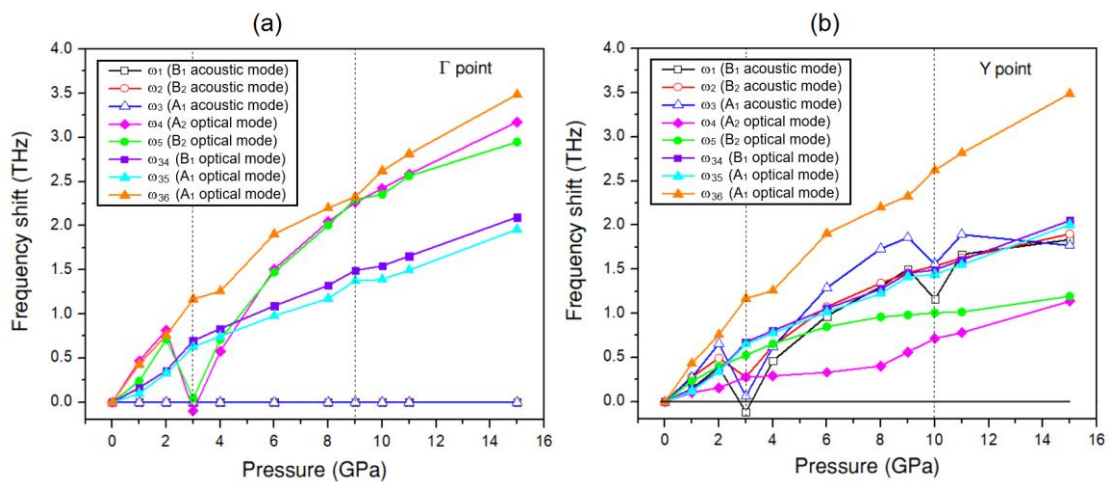 (a)
4.0
3.5
3.0
2.5
2.0
1.5
1.0
0.5
0.0
Frequency shift (THz)
Γ point
ω1 (B1 acoustic mode)
ω2 (B2 acoustic mode)
ω3 (A1 acoustic mode)
ω4 (A2 optical mode)
ω5 (B2 optical mode)
ω34 (B1 optical mode)
ω35 (A1 optical mode)
ω36 (A1 optical mode)
0 2 4 6 8 10 12 14 16
Pressure (GPa)
(b)
4.0
3.5
3.0
2.5
2.0
1.5
1.0
0.5
0.0
Frequency shift (THz)
Y point
ω1 (B1 acoustic mode)
ω2 (B2 acoustic mode)
ω3 (A1 acoustic mode)
ω4 (A2 optical mode)
ω5 (B2 optical mode)
ω34 (B1 optical mode)
ω35 (A1 optical mode)
ω36 (A1 optical mode)
0 2 4 6 8 10 12 14 16
Pressure (GPa)